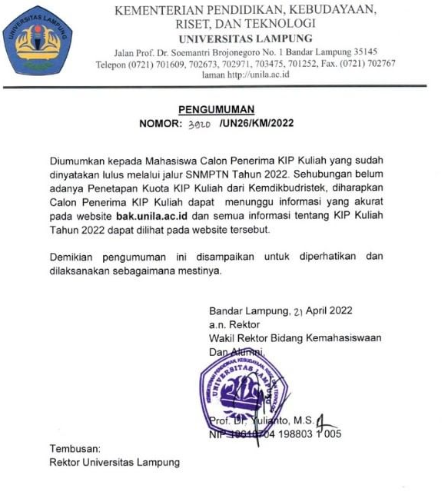 KEMENTERIAN PENDIDIKAN, KEBUDAYAAN,
RISET, DAN TEKNOLOGI
UNIVERSITAS LAMPUNG
Jalan Prof. Dr. Soemantri Brojonegoro No. 1 Bandar Lampung 35145
Telepon (0721) 701609, 702673, 702971, 703475, 701252, Fax. (0721) 702767
laman http://unila.ac.id
PENGUMUMAN
NOMOR: 3920 /UN26/KM/2022
Diumumkan kepada Mahasiswa Calon Penerima KIP Kuliah yang sudah
dinyatakan lulus melalui jalur SNMPTN Tahun 2022. Sehubungan belum
adanya Penetapan Kuota KIP Kuliah dari Kemdikbudristek, diharapkan
Calon Penerima KIP Kuliah dapat menunggu informasi yang akurat
pada website bak.unila.ac.id dan semua informasi tentang KIP Kuliah
Tahun 2022 dapat dilihat pada website tersebut.
Demikian pengumuman ini disampaikan untuk diperhatikan dan
dilaksanakan sebagaimana mestinya.
Bandar Lampung, 21 April 2022
a.n. Rektor
Wakil Rektor Bidang Kemahasiswaan
Dan Alumni,
UNIVERSITAS LAMPUNG
Prof. Dr. Yulianto, M.S.
NIP 19610704 198803 1 005
Tembusan:
Rektor Universitas Lampung